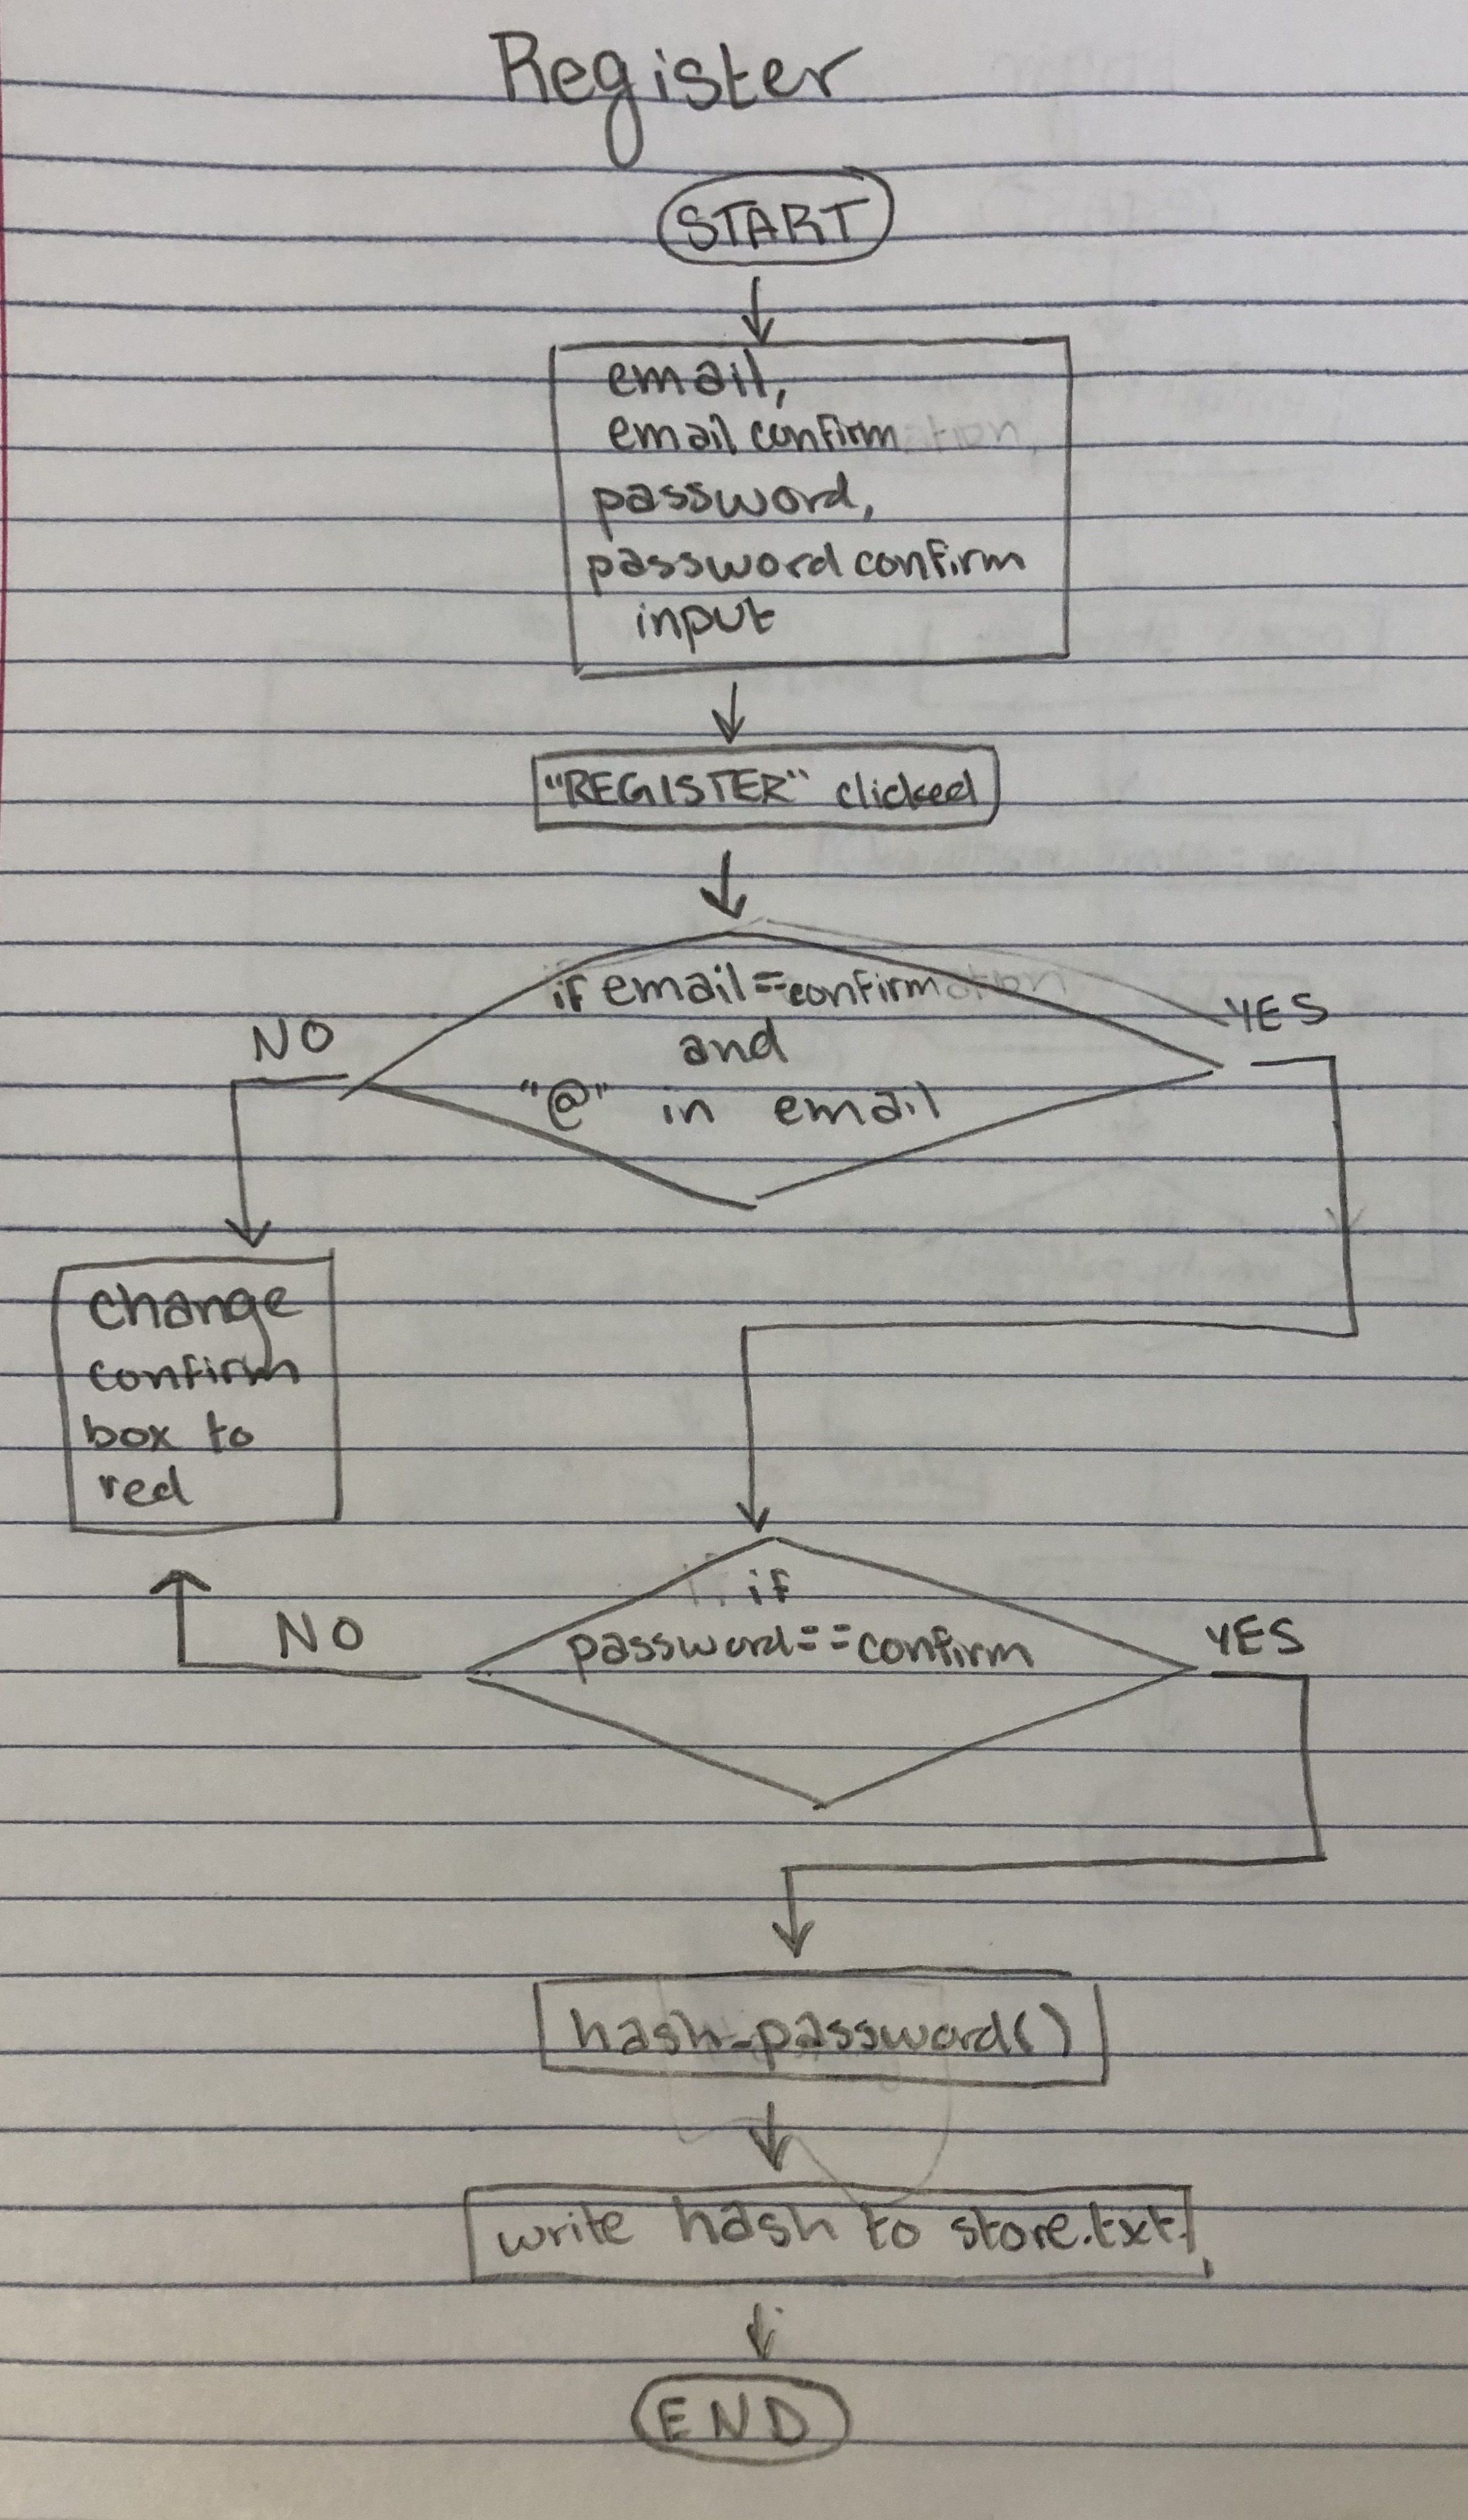 Register
START
email,
email confirm
password,
password confirm
input
"REGISTER" clicked
if email==confirm
and
"@" in email
NO
YES
change
confirm
box to
red
if
password==confirm
NO
YES
hash_password()
write hash to store.txt
END